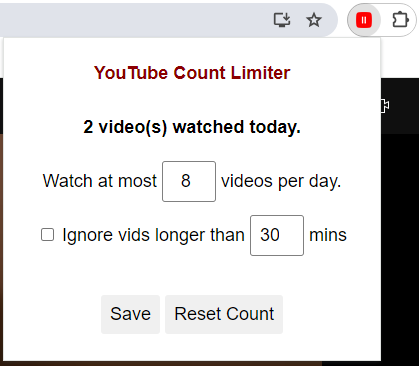 YouTube Count Limiter
2 video(s) watched today.
Watch at most 8 videos per day.
Ignore vids longer than 30 mins
Save Reset Count